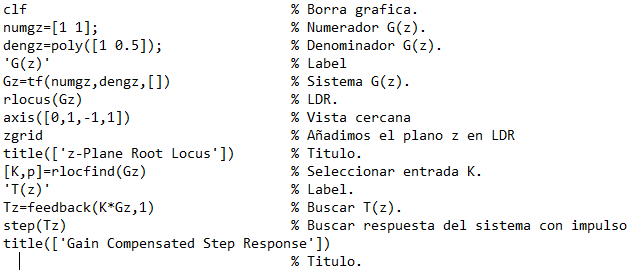 clf % Borra grafica.
numgz=[1 1]; % Numerador G(z).
dengz=poly([1 0.5]); % Denominador G(z).
'G(z)' % Label
Gz=tf(numgz,dengz,[]) % Sistema G(z).
rlocus(Gz) % LDR.
axis([0,1,-1,1]) % Vista cercana
zgrid % Añadimos el plano z en LDR
title(['z-Plane Root Locus']) % Titulo.
[K,p]=rlocfind(Gz) % Seleccionar entrada K.
'T(z)' % Label.
Tz=feedback(K*Gz,1) % Buscar T(z).
step(Tz) % Buscar respuesta del sistema con impulso
title(['Gain Compensated Step Response'])
% Titulo.